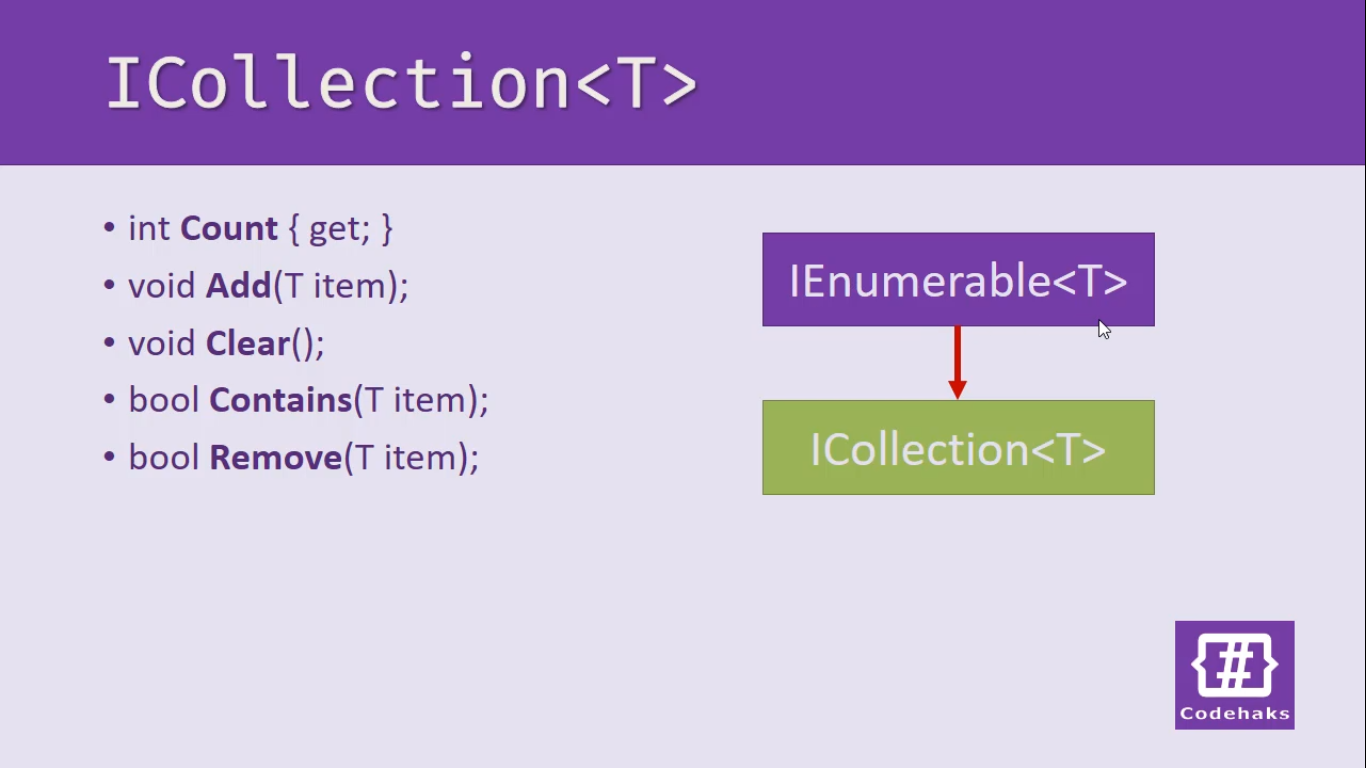 ICollection<T>
• int Count { get; }
• void Add(T item);
• void Clear();
• bool Contains(T item);
• bool Remove(T item);
IEnumerable<T>
ICollection<T>
{#}
Codehaks